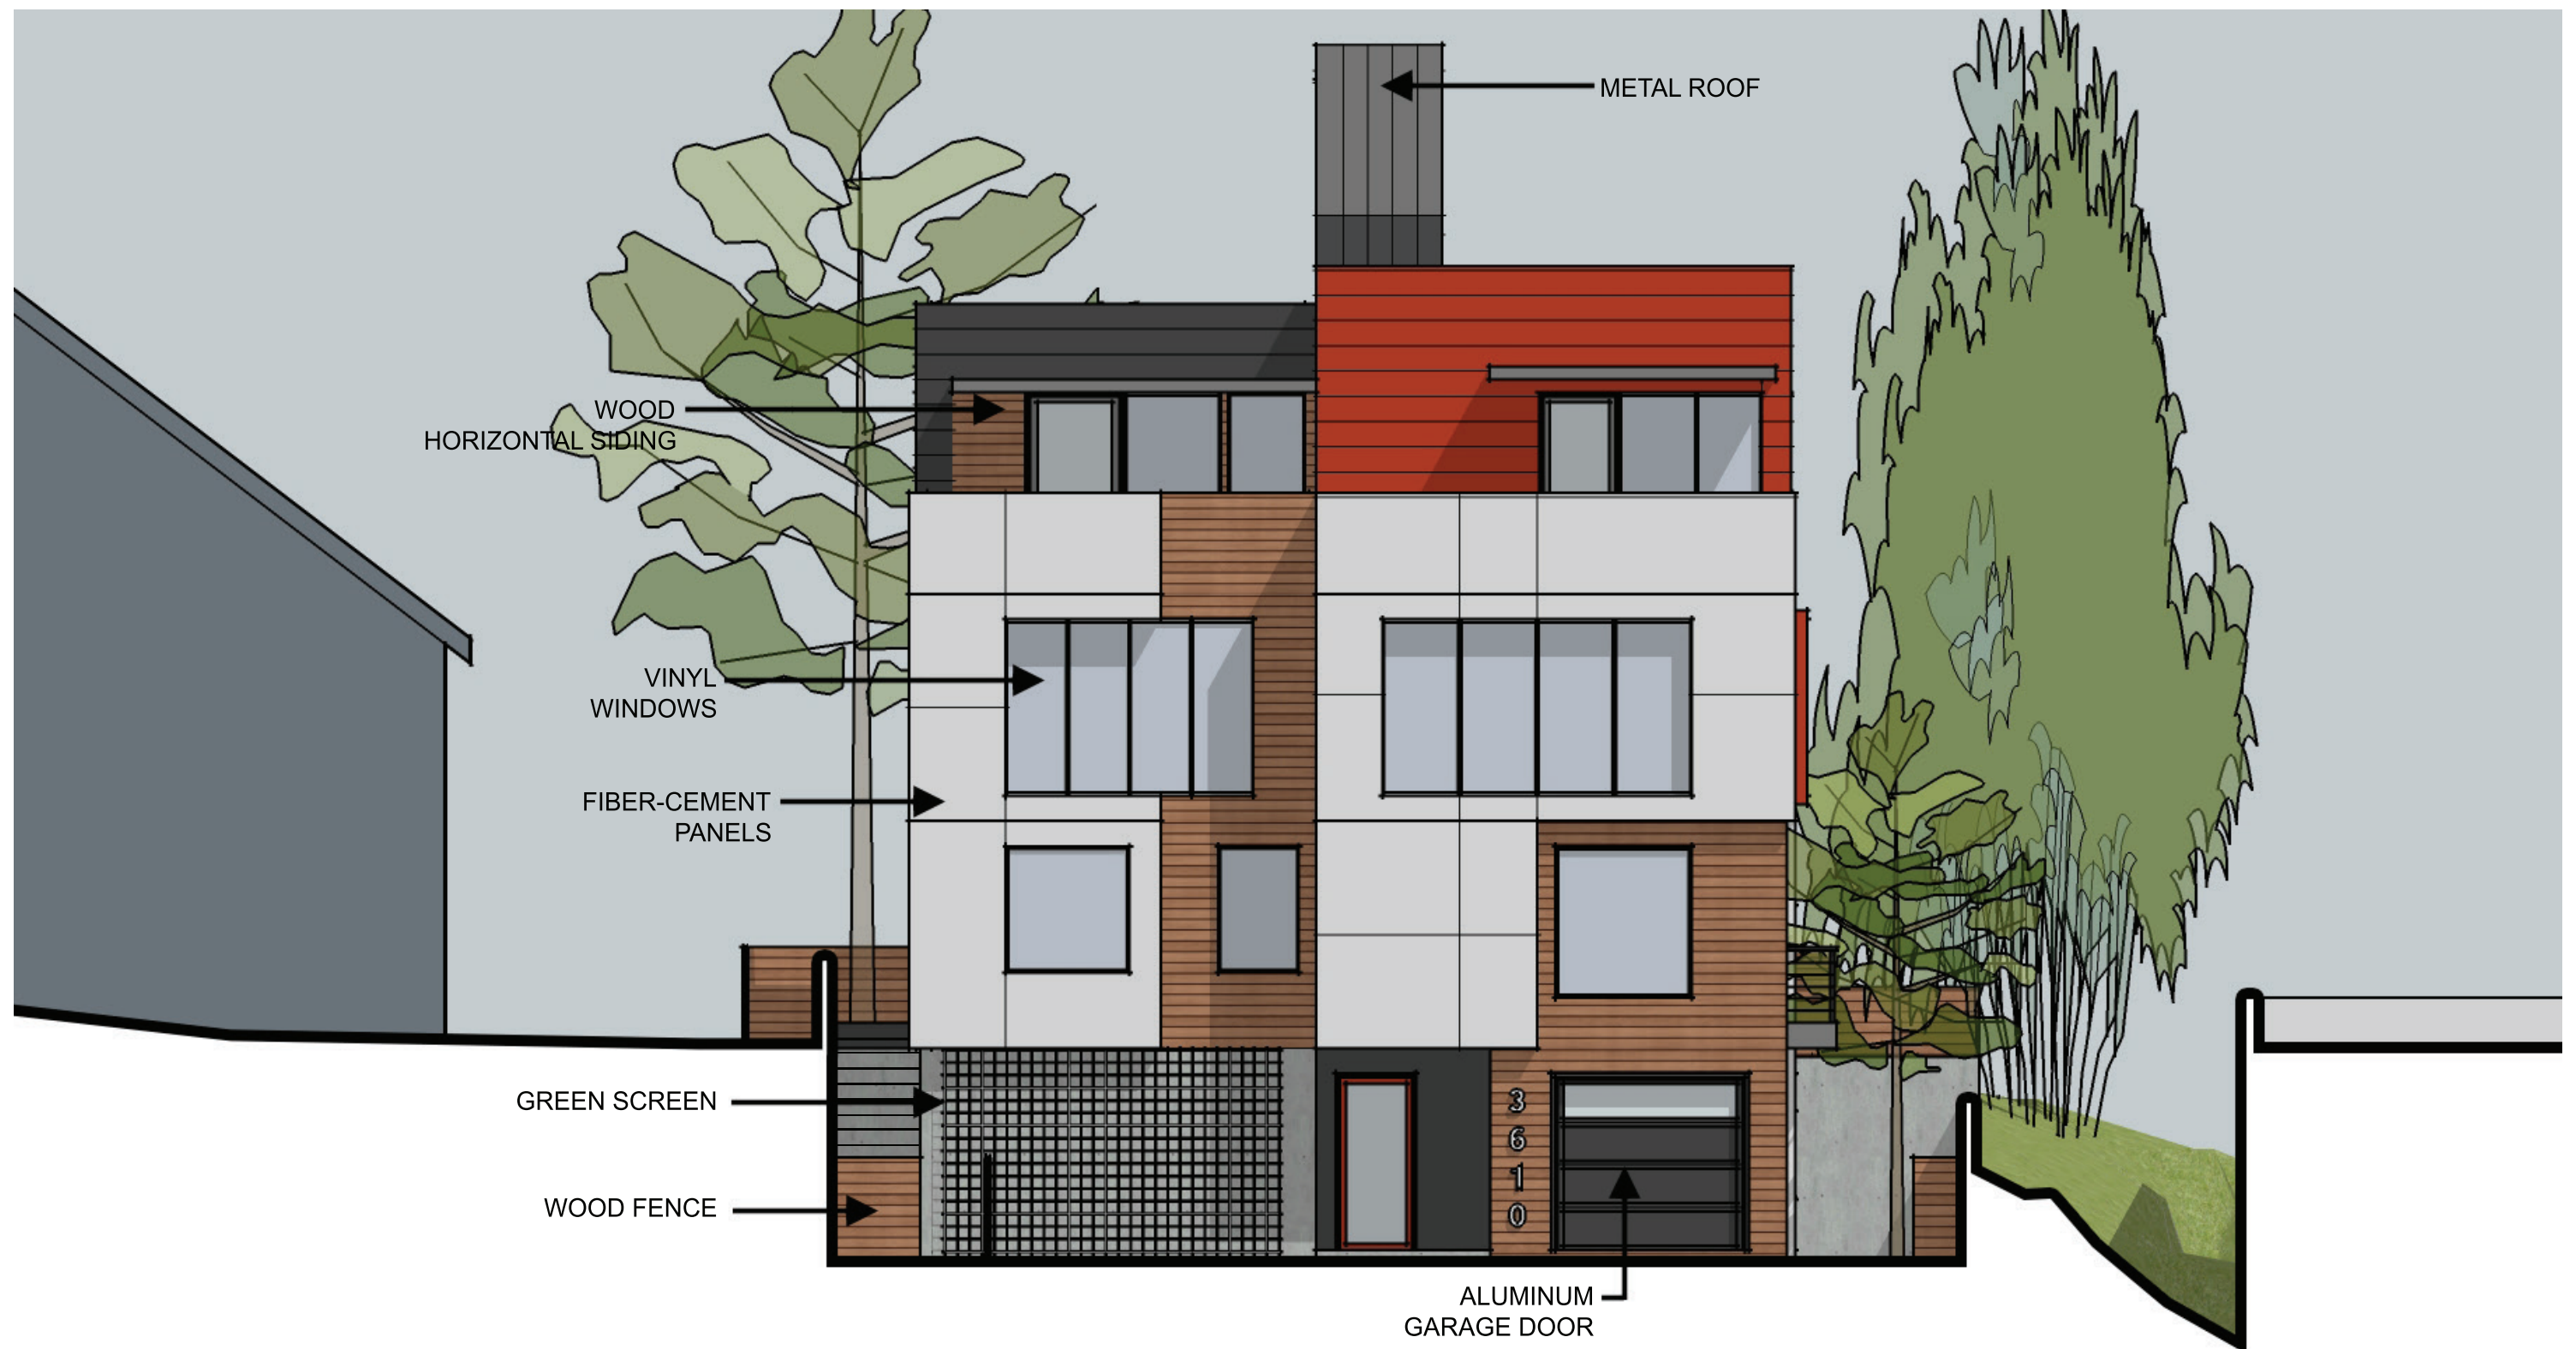 METAL ROOF
WOOD
HORIZONTAL SIDING
VINYL
WINDOWS
FIBER-CEMENT
PANELS
GREEN SCREEN
WOOD FENCE
3
6
1
0
ALUMINUM
GARAGE DOOR